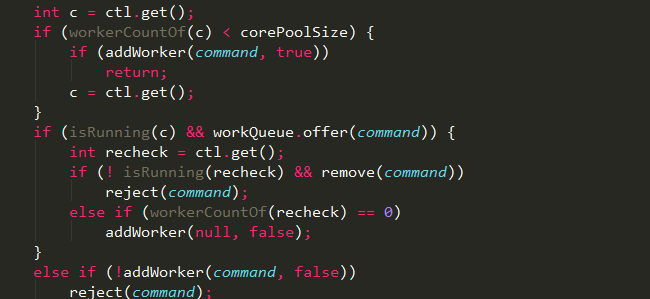 int c = ctl.get();
if (workerCountOf(c) < corePoolSize) {
if (addWorker(command, true))
return;
c = ctl.get();
}
if (isRunning(c) && workQueue.offer(command)) {
int recheck = ctl.get();
if (! isRunning(recheck) && remove(command))
reject(command);
else if (workerCountOf(recheck) == 0)
addWorker(null, false);
}
else if (!addWorker(command, false))
reject(command);